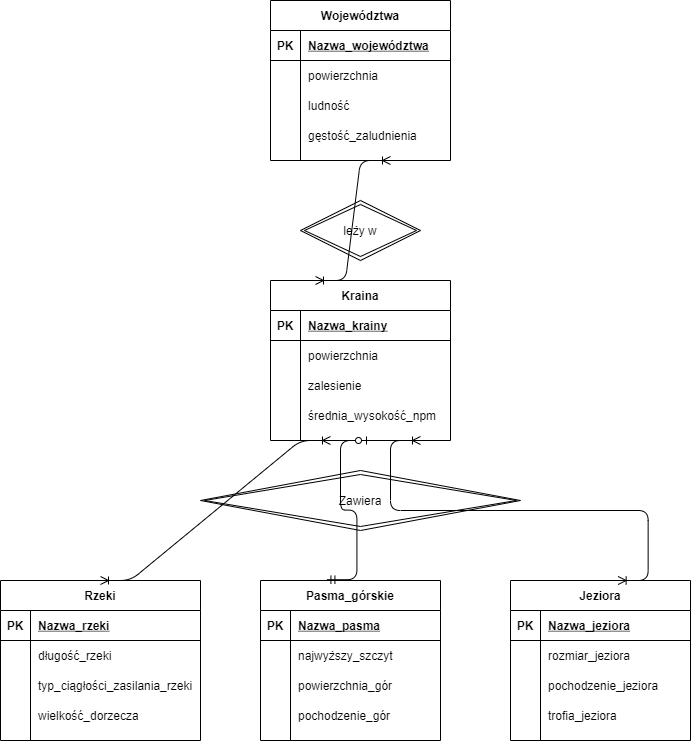 Województwa
PK Nazwa_województwa
powierzchnia
ludność
gęstość_zaludnienia
leży w
Kraina
PK Nazwa_krainy
powierzchnia
zalesienie
średnia_wysokość_npm
Zawiera
Rzeki
PK Nazwa_rzeki
długość_rzeki
typ_ciągłości_zasilania_rzeki
wielkość_dorzecza
Pasma_górskie
PK Nazwa_pasma
najwyższy_szczyt
powierzchnia_gór
pochodzenie_gór
Jeziora
PK Nazwa_jeziora
rozmiar_jeziora
pochodzenie_jeziora
trofia_jeziora